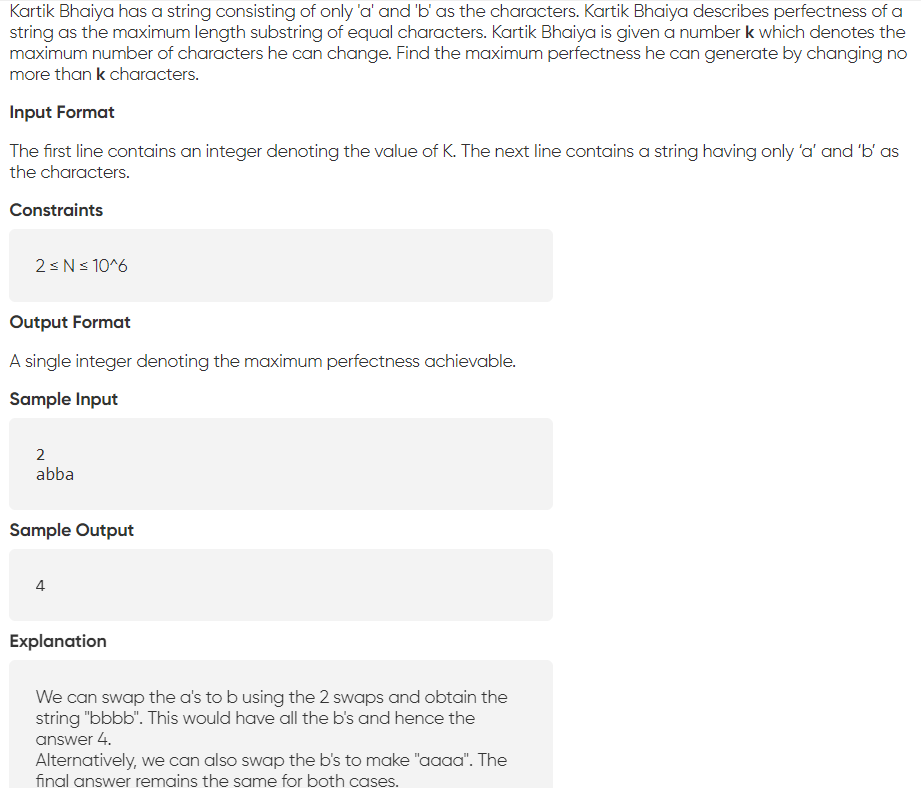 Kartik Bhaiya has a string consisting of only 'a' and 'b' as the characters. Kartik Bhaiya describes perfectness of a
string as the maximum length substring of equal characters. Kartik Bhaiya is given a number k which denotes the
maximum number of characters he can change. Find the maximum perfectness he can generate by changing no
more than k characters.
Input Format
The first line contains an integer denoting the value of K. The next line contains a string having only ‘a’ and ‘b’ as
the characters.
Constraints
2 ≤ N ≤ 10^6
Output Format
A single integer denoting the maximum perfectness achievable.
Sample Input
2
abba
Sample Output
4
Explanation
We can swap the a's to b using the 2 swaps and obtain the
string "bbbb". This would have all the b's and hence the
answer 4.
Alternatively, we can also swap the b's to make "aaaa". The
final answer remains the same for both cases.